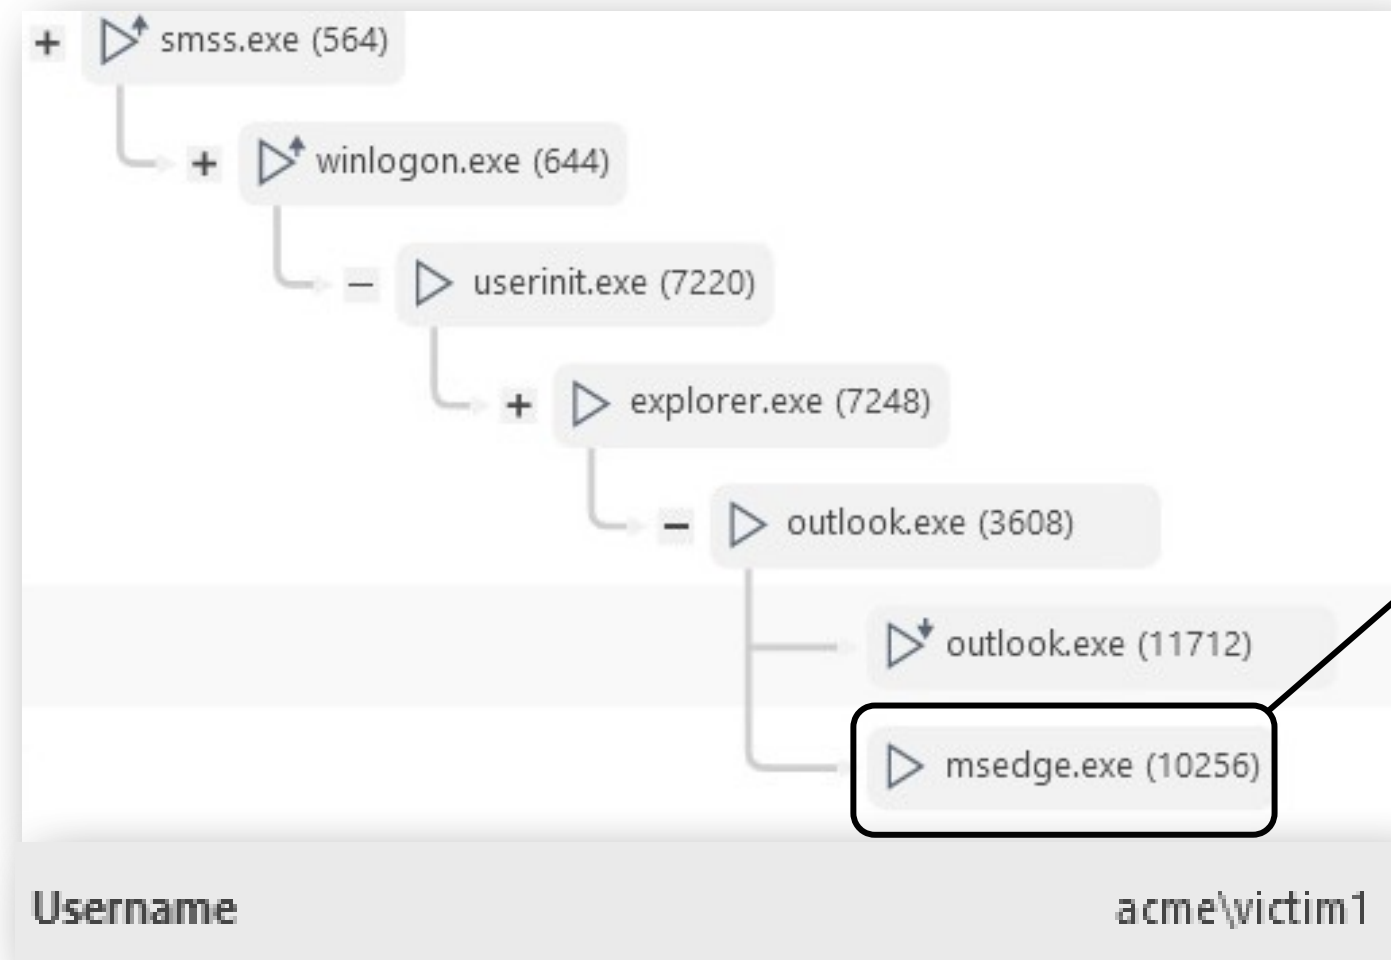 smss.exe (564)
winlogon.exe (644)
userinit.exe (7220)
explorer.exe (7248)
outlook.exe (3608)
outlook.exe (11712)
msedge.exe (10256)
Username acme\victim1